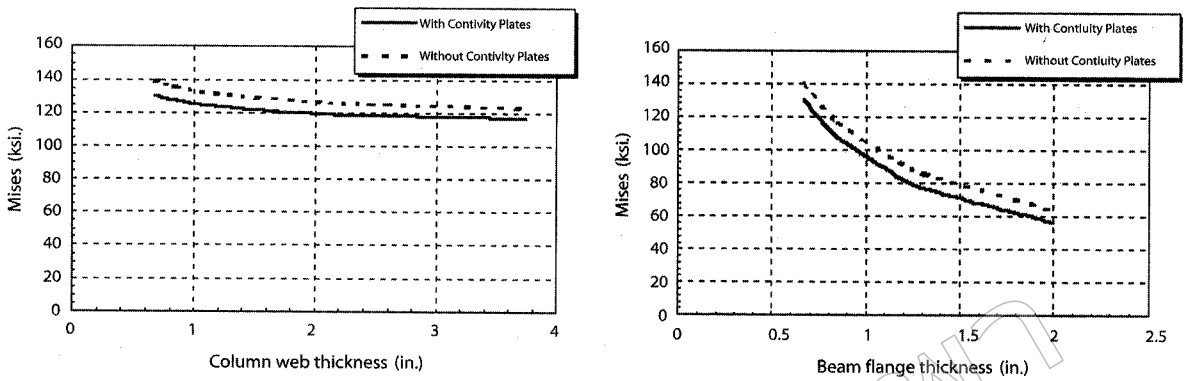 With Contivity Plates
Without Contivity Plates
160
140
120
100
80
60
40
20
0
Mises (ksi.)
0 1 2 3 4
Column web thickness (in.)
With Contiuity Plates
Without Contiuity Plates
160
140
120
100
80
60
40
20
0
Mises (ksi.)
0 0.5 1 1.5 2 2.5
Beam flange thickness (in.)